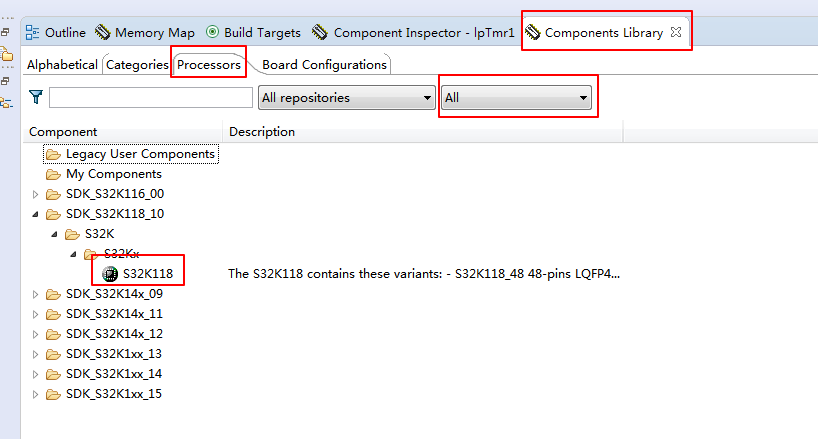 Outline Memory Map Build Targets Component Inspector - lpTmr1 Components Library
Alphabetical Categories Processors Board Configurations
All repositories All
Component Description
Legacy User Components
My Components
SDK_S32K116_00
SDK_S32K118_10
S32K
S32Kx
S32K118 The S32K118 contains these variants: - S32K118_48 48-pins LQFP4...
SDK_S32K14x_09
SDK_S32K14x_11
SDK_S32K14x_12
SDK_S32K1xx_13
SDK_S32K1xx_14
SDK_S32K1xx_15